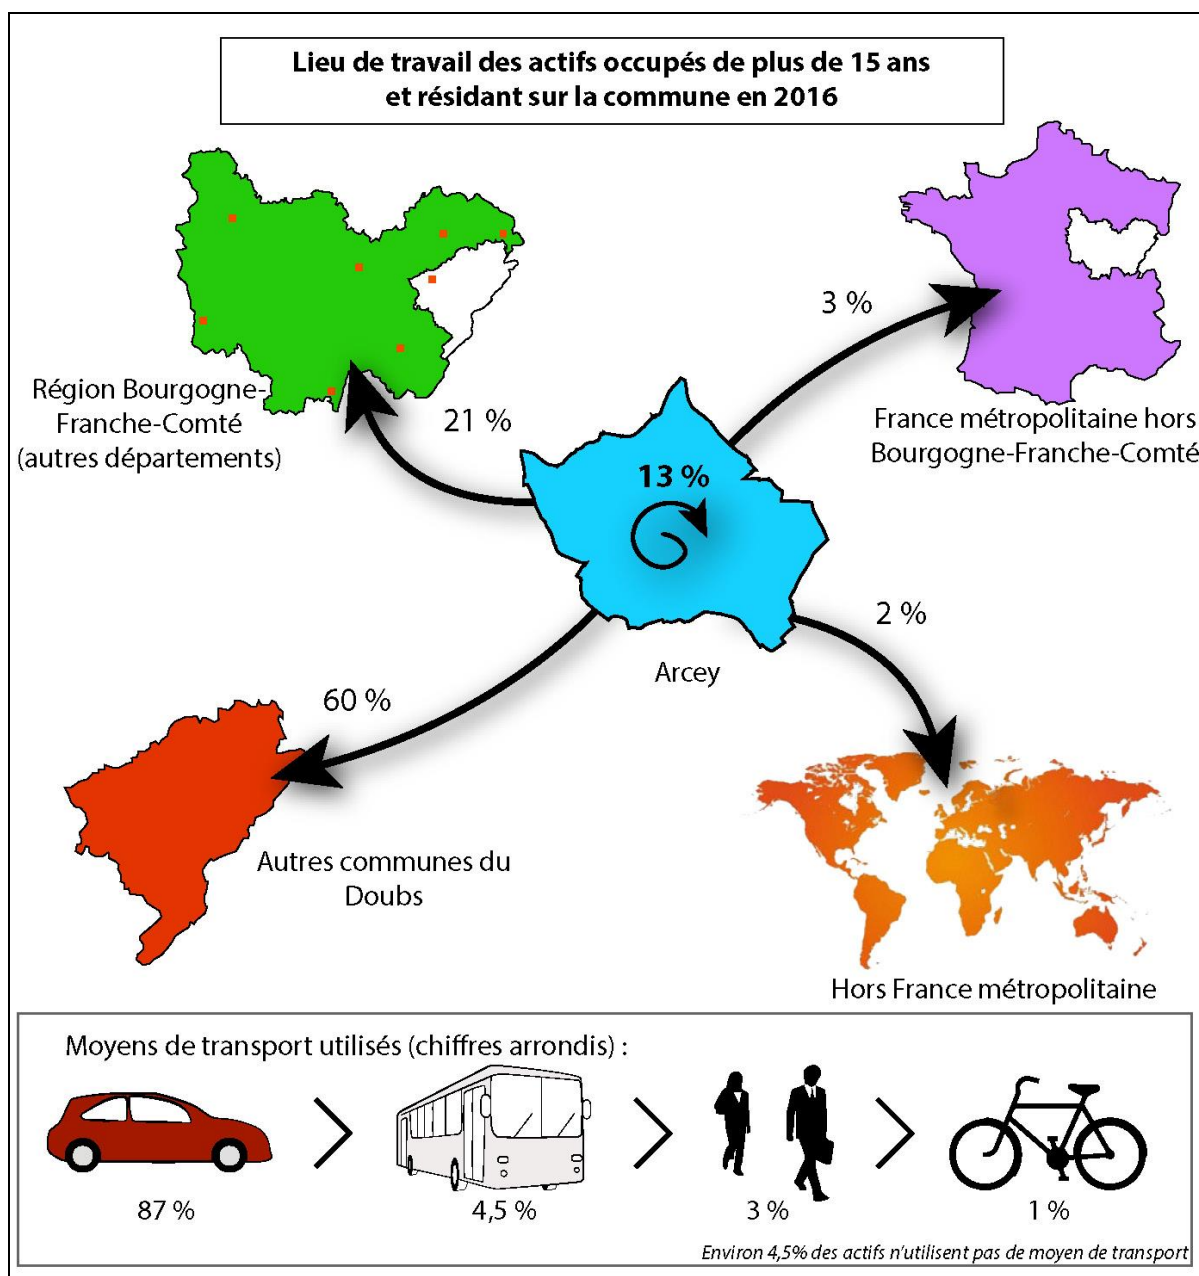 Lieu de travail des actifs occupés de plus de 15 ans
et résidant sur la commune en 2016
3 %
Région Bourgogne-
Franche-Comté
(autres départements)
21 %
France métropolitaine hors
Bourgogne-Franche-Comté
13 %
2 %
Arcey
60 %
Autres communes du
Doubs
Hors France métropolitaine
Moyens de transport utilisés (chiffres arrondis) :
87 %
4,5 %
3 %
1 %
Environ 4,5% des actifs n'utilisent pas de moyen de transport